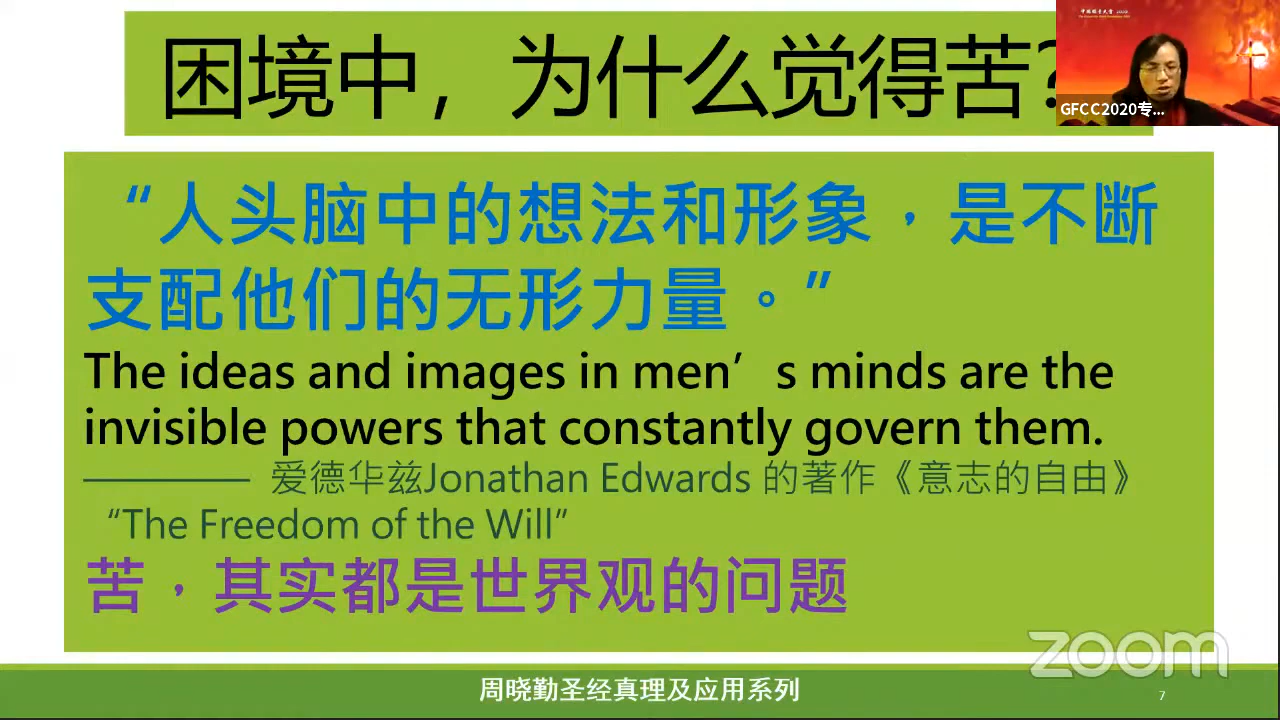 困境中，为什么觉得苦?
GFCC2020专...
“人头脑中的想法和形象，是不断
支配他们的无形力量。”
The ideas and images in men’s minds are the
invisible powers that constantly govern them.
———— 爱德华兹Jonathan Edwards 的著作《意志的自由》
“The Freedom of the Will”
苦，其实都是世界观的问题
zoom
周晓勤圣经真理及应用系列
7